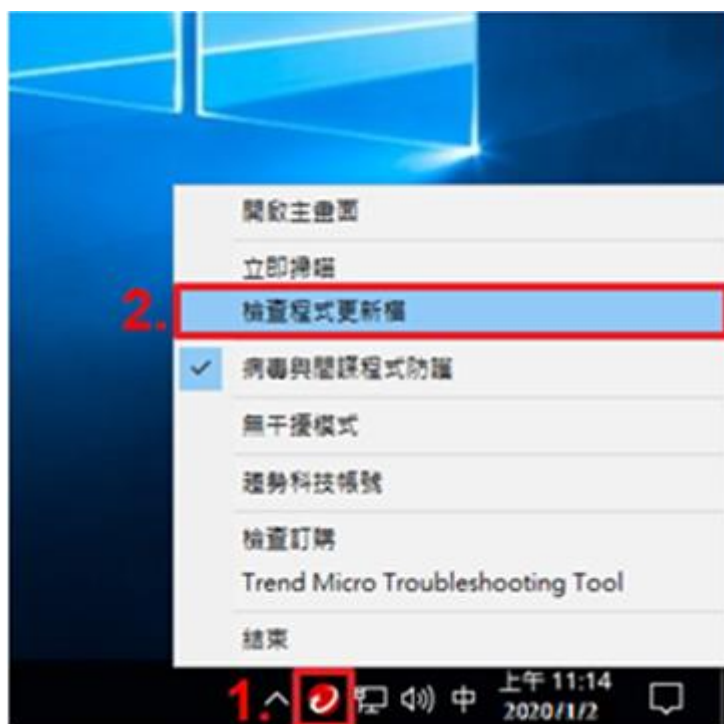 開啟主畫面
立即掃瞄
2.
檢查程式更新檔
病毒與間諜程式防護
無干擾模式
趨勢科技帳號
檢查訂購
Trend Micro Troubleshooting Tool
結束
1.
中
上午 11:14
2020/1/2